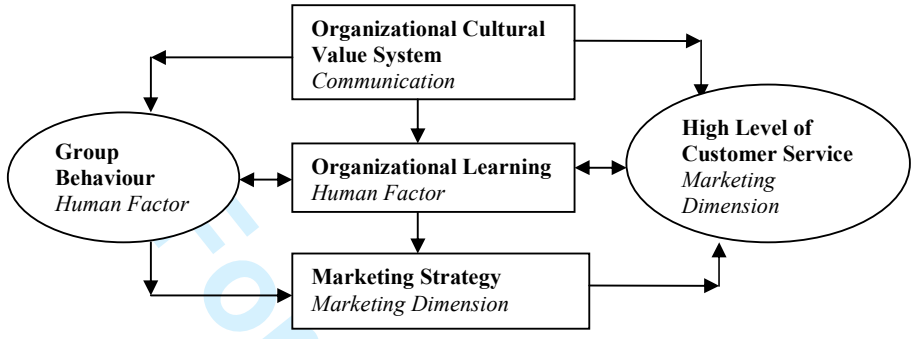 Organizational Cultural
Value System
Communication
Group
Behaviour
Human Factor
Organizational Learning
Human Factor
High Level of
Customer Service
Marketing
Dimension
Marketing Strategy
Marketing Dimension